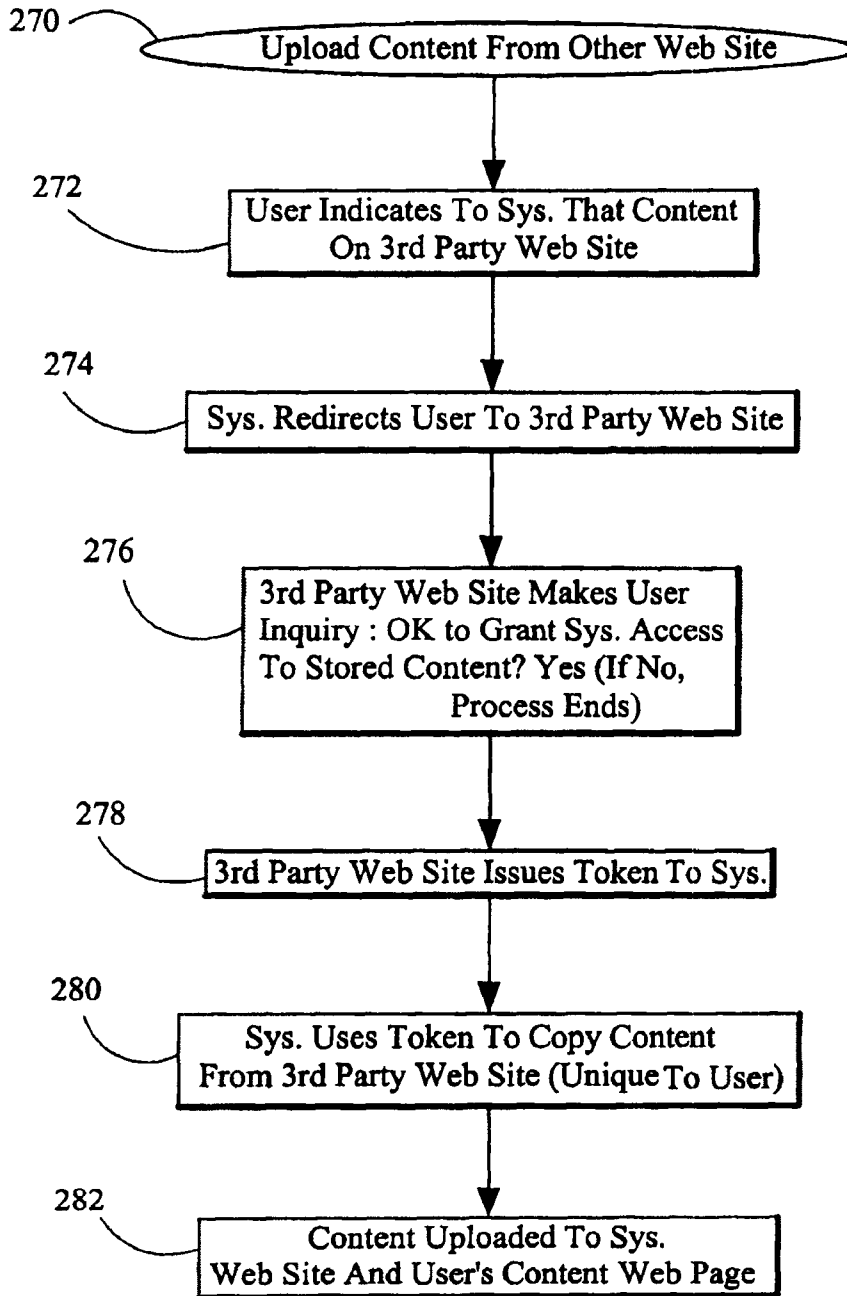 270
Upload Content From Other Web Site
272
User Indicates To Sys. That Content
On 3rd Party Web Site
274
Sys. Redirects User To 3rd Party Web Site
276
3rd Party Web Site Makes User
Inquiry : OK to Grant Sys. Access
To Stored Content? Yes (If No,
Process Ends)
278
3rd Party Web Site Issues Token To Sys.
280
Sys. Uses Token To Copy Content
From 3rd Party Web Site (Unique To User)
282
Content Uploaded To Sys.
Web Site And User's Content Web Page